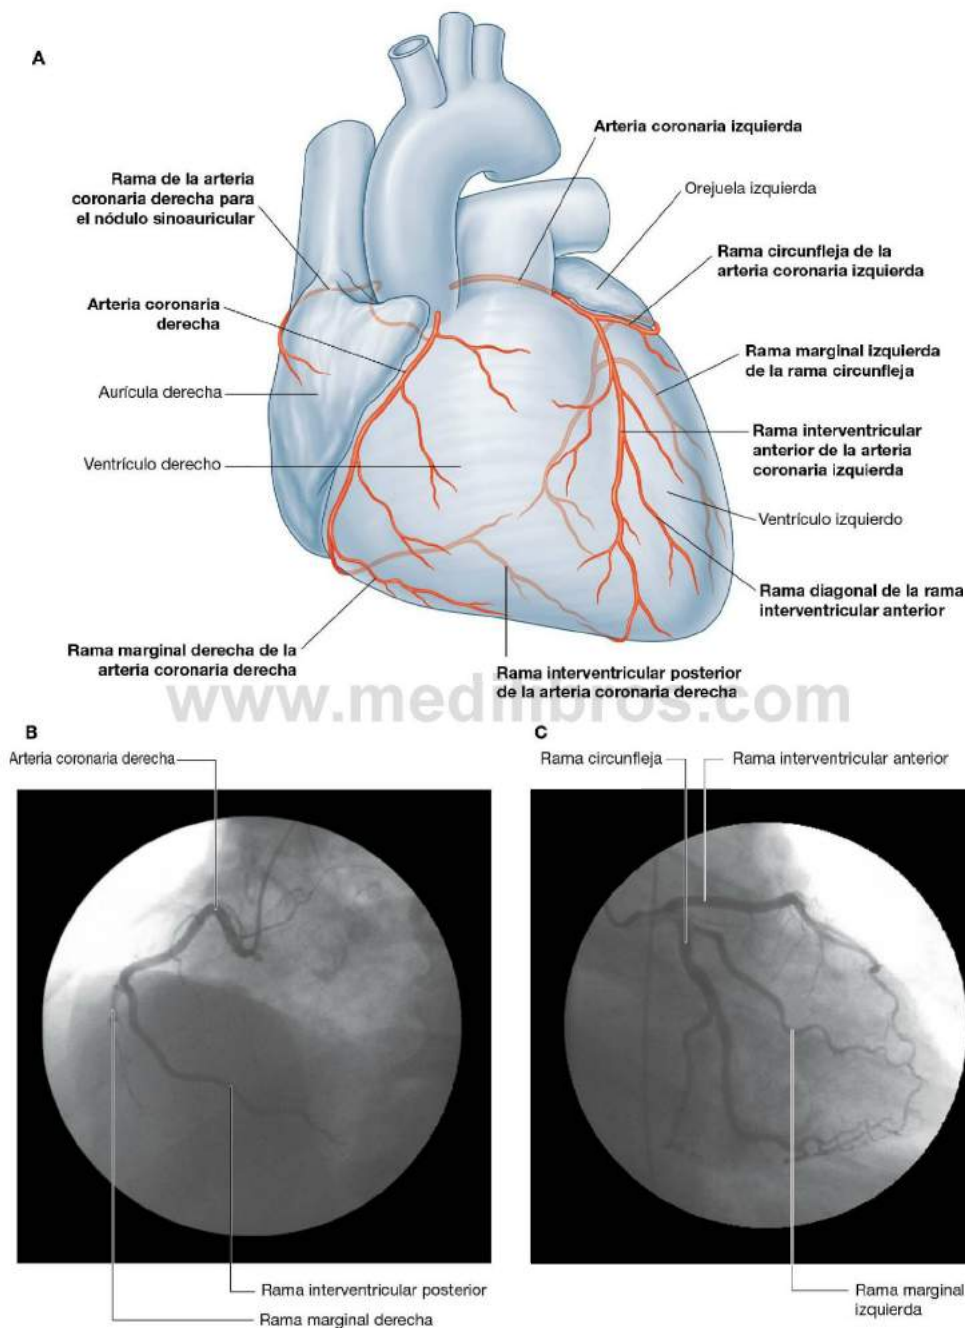 A
Arteria coronaria izquierda
Rama de la arteria
coronaria derecha para
el nódulo sinoauricular
Orejuela izquierda
Rama circunfleja de la
arteria coronaria izquierda
Arteria coronaria
derecha
Rama marginal izquierda
de la rama circunfleja
Aurícula derecha
Rama interventricular
anterior de la arteria
coronaria izquierda
Ventrículo derecho
Ventrículo izquierdo
Rama diagonal de la rama
interventricular anterior
Rama marginal derecha de la
arteria coronaria derecha
Rama interventricular posterior
de la arteria coronaria derecha
www.medilibros.com
B
Arteria coronaria derecha
Rama interventricular posterior
Rama marginal derecha
C
Rama circunfleja
Rama interventricular anterior
Rama marginal
izquierda